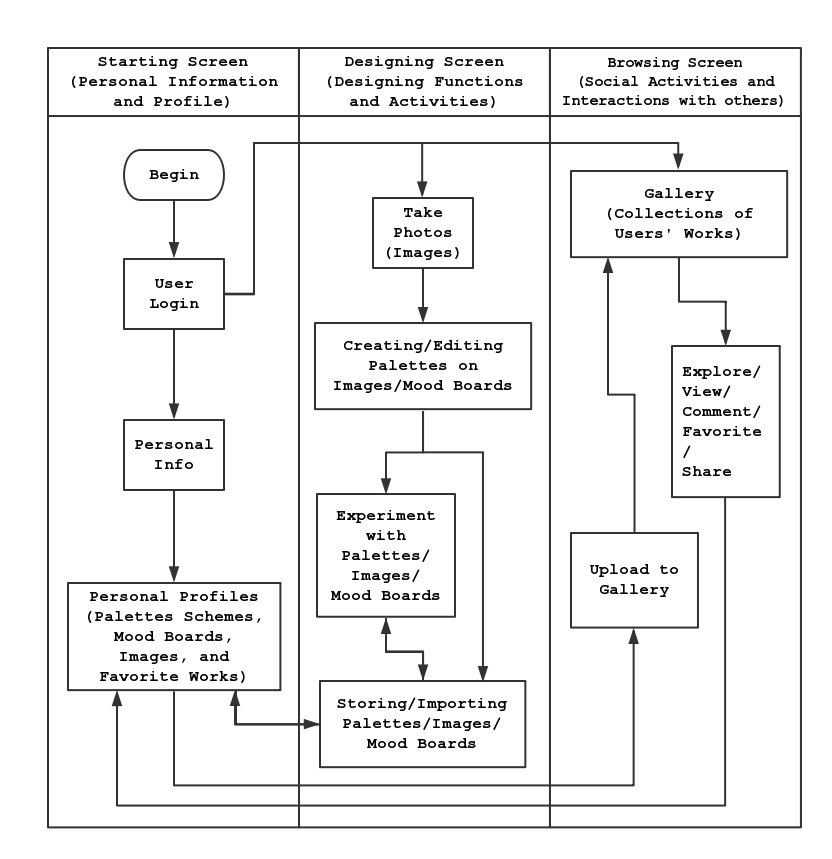 Starting Screen
(Personal Information
and Profile)
Designing Screen
(Designing Functions
and Activities)
Browsing Screen
(Social Activities and
Interactions with others)
Begin
User
Login
Personal
Info
Personal Profiles
(Palettes Schemes,
Mood Boards,
Images, and
Favorite Works)
Take
Photos
(Images)
Creating/Editing
Palettes on
Images/Mood Boards
Experiment
with
Palettes/
Images/
Mood Boards
Storing/Importing
Palettes/Images/
Mood Boards
Gallery
(Collections of
Users' Works)
Explore/
View/
Comment/
Favorite
/
Share
Upload to
Gallery